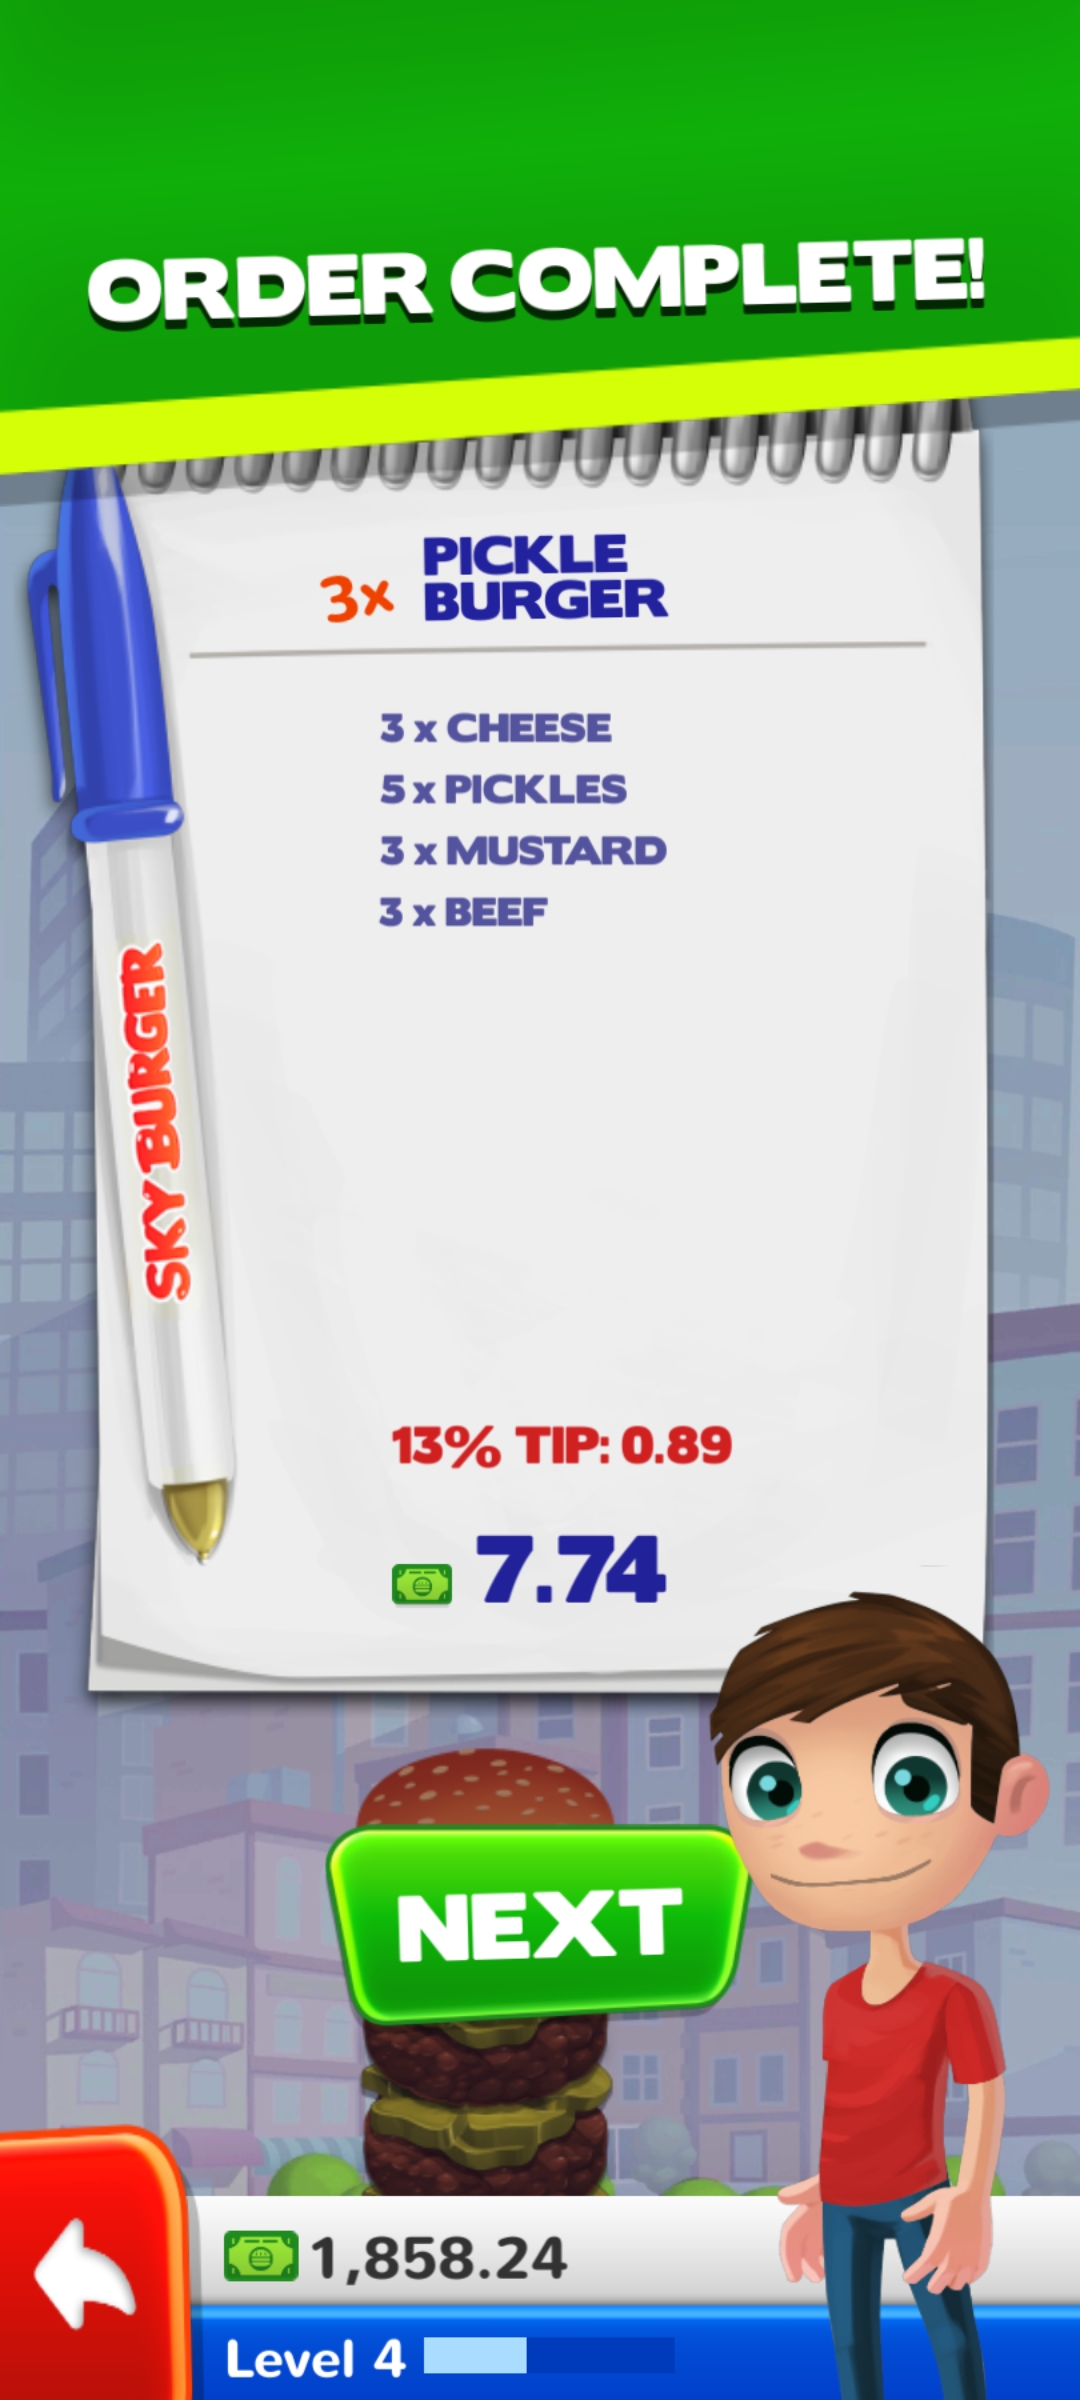 ORDER COMPLETE!
3x PICKLE
BURGER
3 x CHEESE
5 x PICKLES
3 x MUSTARD
3 x BEEF
SKY BURGER
13% TIP: 0.89
7.74
NEXT
1,858.24
Level 4